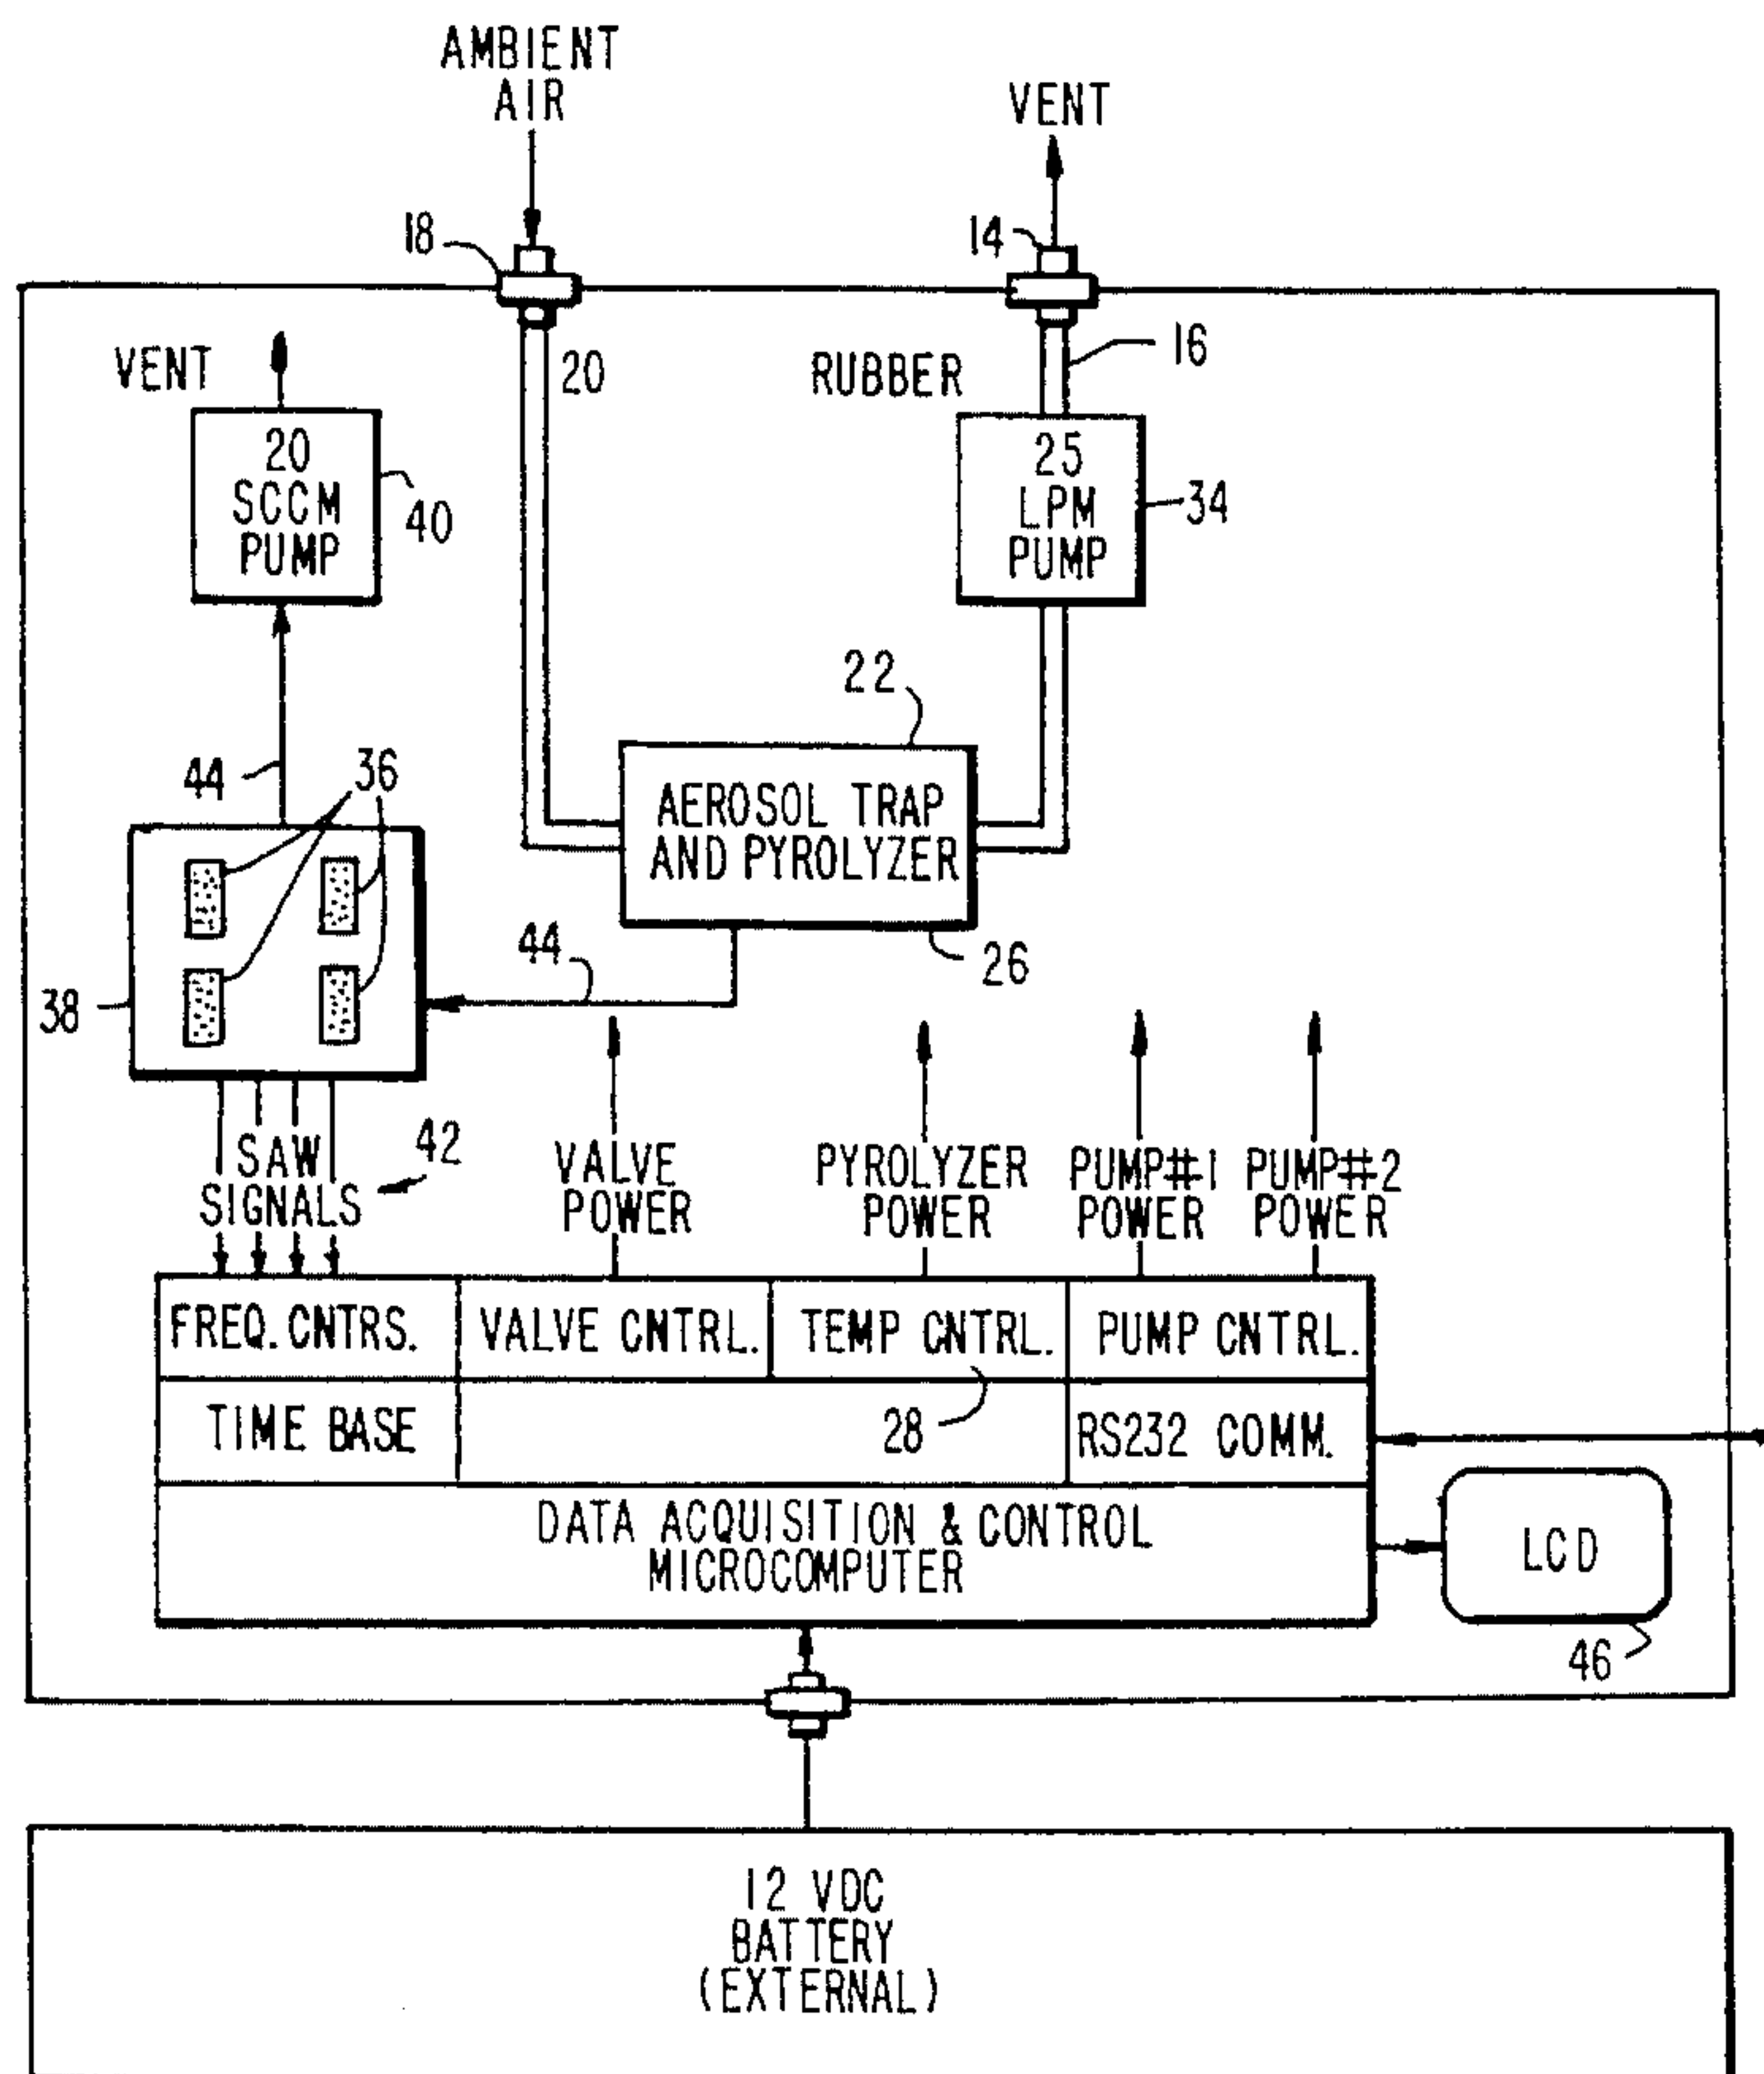 AMBIENT
AIR
VENT
18
14
VENT
20
RUBBER
16
20
SCCM
PUMP
40
25
LPM
PUMP
34
22
44
36
AEROSOL TRAP
AND PYROLYZER
44
26
38
SAW
SIGNALS
42
VALVE
POWER
PYROLYZER
POWER
PUMP#1
POWER
PUMP#2
POWER
FREQ. CNTRS.
VALVE CNTRL.
TEMP CNTRL.
PUMP CNTRL.
TIME BASE
28
RS232 COMM.
DATA ACQUISITION & CONTROL
MICROCOMPUTER
LCD
46
12 VDC
BATTERY
(EXTERNAL)